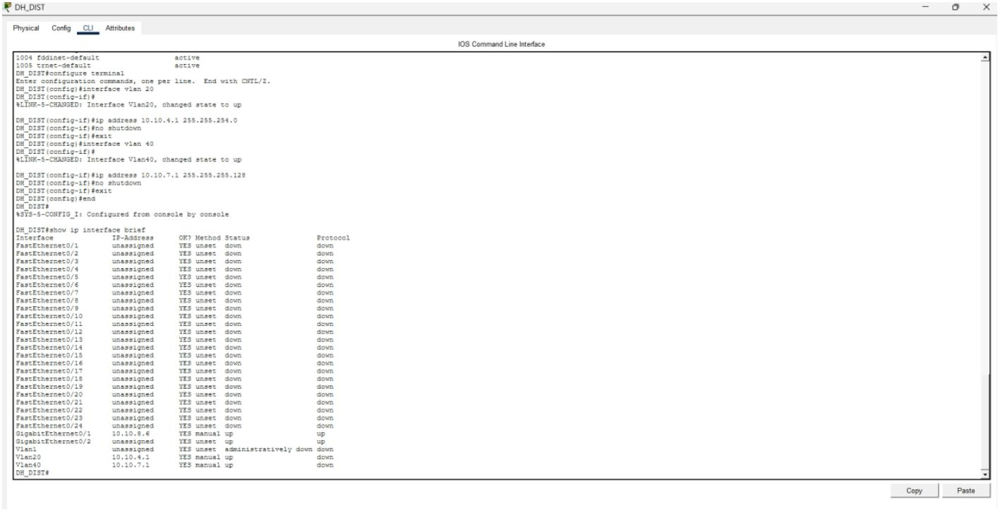 DH_DIST
Physical Config CLI Attributes
IOS Command Line Interface
1004 fddinet-default active
1005 trnet-default active
DH_DIST#configure terminal
Enter configuration commands, one per line. End with CNTL/Z.
DH_DIST(config)#interface vlan 20
DH_DIST(config-if)#
%LINK-5-CHANGED: Interface Vlan20, changed state to up
DH_DIST(config-if)#ip address 10.10.4.1 255.255.254.0
DH_DIST(config-if)#no shutdown
DH_DIST(config-if)#exit
DH_DIST(config)#interface vlan 40
DH_DIST(config-if)#
%LINK-5-CHANGED: Interface Vlan40, changed state to up
DH_DIST(config-if)#ip address 10.10.7.1 255.255.255.128
DH_DIST(config-if)#no shutdown
DH_DIST(config-if)#exit
DH_DIST(config)#end
DH_DIST#
%SYS-5-CONFIG_I: Configured from console by console
DH_DIST#show ip interface brief
Interface IP-Address OK? Method Status Protocol
FastEthernet0/1 unassigned YES unset down down
FastEthernet0/2 unassigned YES unset down down
FastEthernet0/3 unassigned YES unset down down
FastEthernet0/4 unassigned YES unset down down
FastEthernet0/5 unassigned YES unset down down
FastEthernet0/6 unassigned YES unset down down
FastEthernet0/7 unassigned YES unset down down
FastEthernet0/8 unassigned YES unset down down
FastEthernet0/9 unassigned YES unset down down
FastEthernet0/10 unassigned YES unset down down
FastEthernet0/11 unassigned YES unset down down
FastEthernet0/12 unassigned YES unset down down
FastEthernet0/13 unassigned YES unset down down
FastEthernet0/14 unassigned YES unset down down
FastEthernet0/15 unassigned YES unset down down
FastEthernet0/16 unassigned YES unset down down
FastEthernet0/17 unassigned YES unset down down
FastEthernet0/18 unassigned YES unset down down
FastEthernet0/19 unassigned YES unset down down
FastEthernet0/20 unassigned YES unset down down
FastEthernet0/21 unassigned YES unset down down
FastEthernet0/22 unassigned YES unset down down
FastEthernet0/23 unassigned YES unset down down
FastEthernet0/24 unassigned YES unset down down
GigabitEthernet0/1 10.10.8.6 YES manual up up
GigabitEthernet0/2 unassigned YES unset up up
Vlan1 unassigned YES unset administratively down down
Vlan20 10.10.4.1 YES manual up down
Vlan40 10.10.7.1 YES manual up down
DH_DIST#
Copy Paste